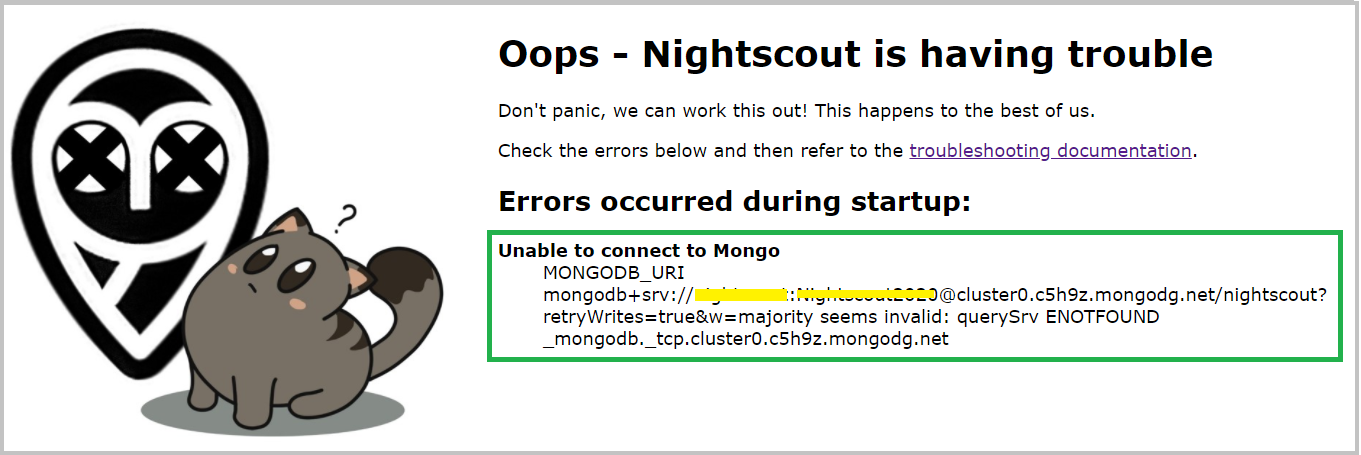 Oops - Nightscout is having trouble
Don't panic, we can work this out! This happens to the best of us.
Check the errors below and then refer to the troubleshooting documentation.
Errors occurred during startup:
?
Unable to connect to Mongo
MONGODB_URI
mongodb+srv://:@cluster0.c5h9z.mongodg.net/nightscout?
retryWrites=true&w=majority seems invalid: querySrv ENOTFOUND
_mongodb._tcp.cluster0.c5h9z.mongodg.net